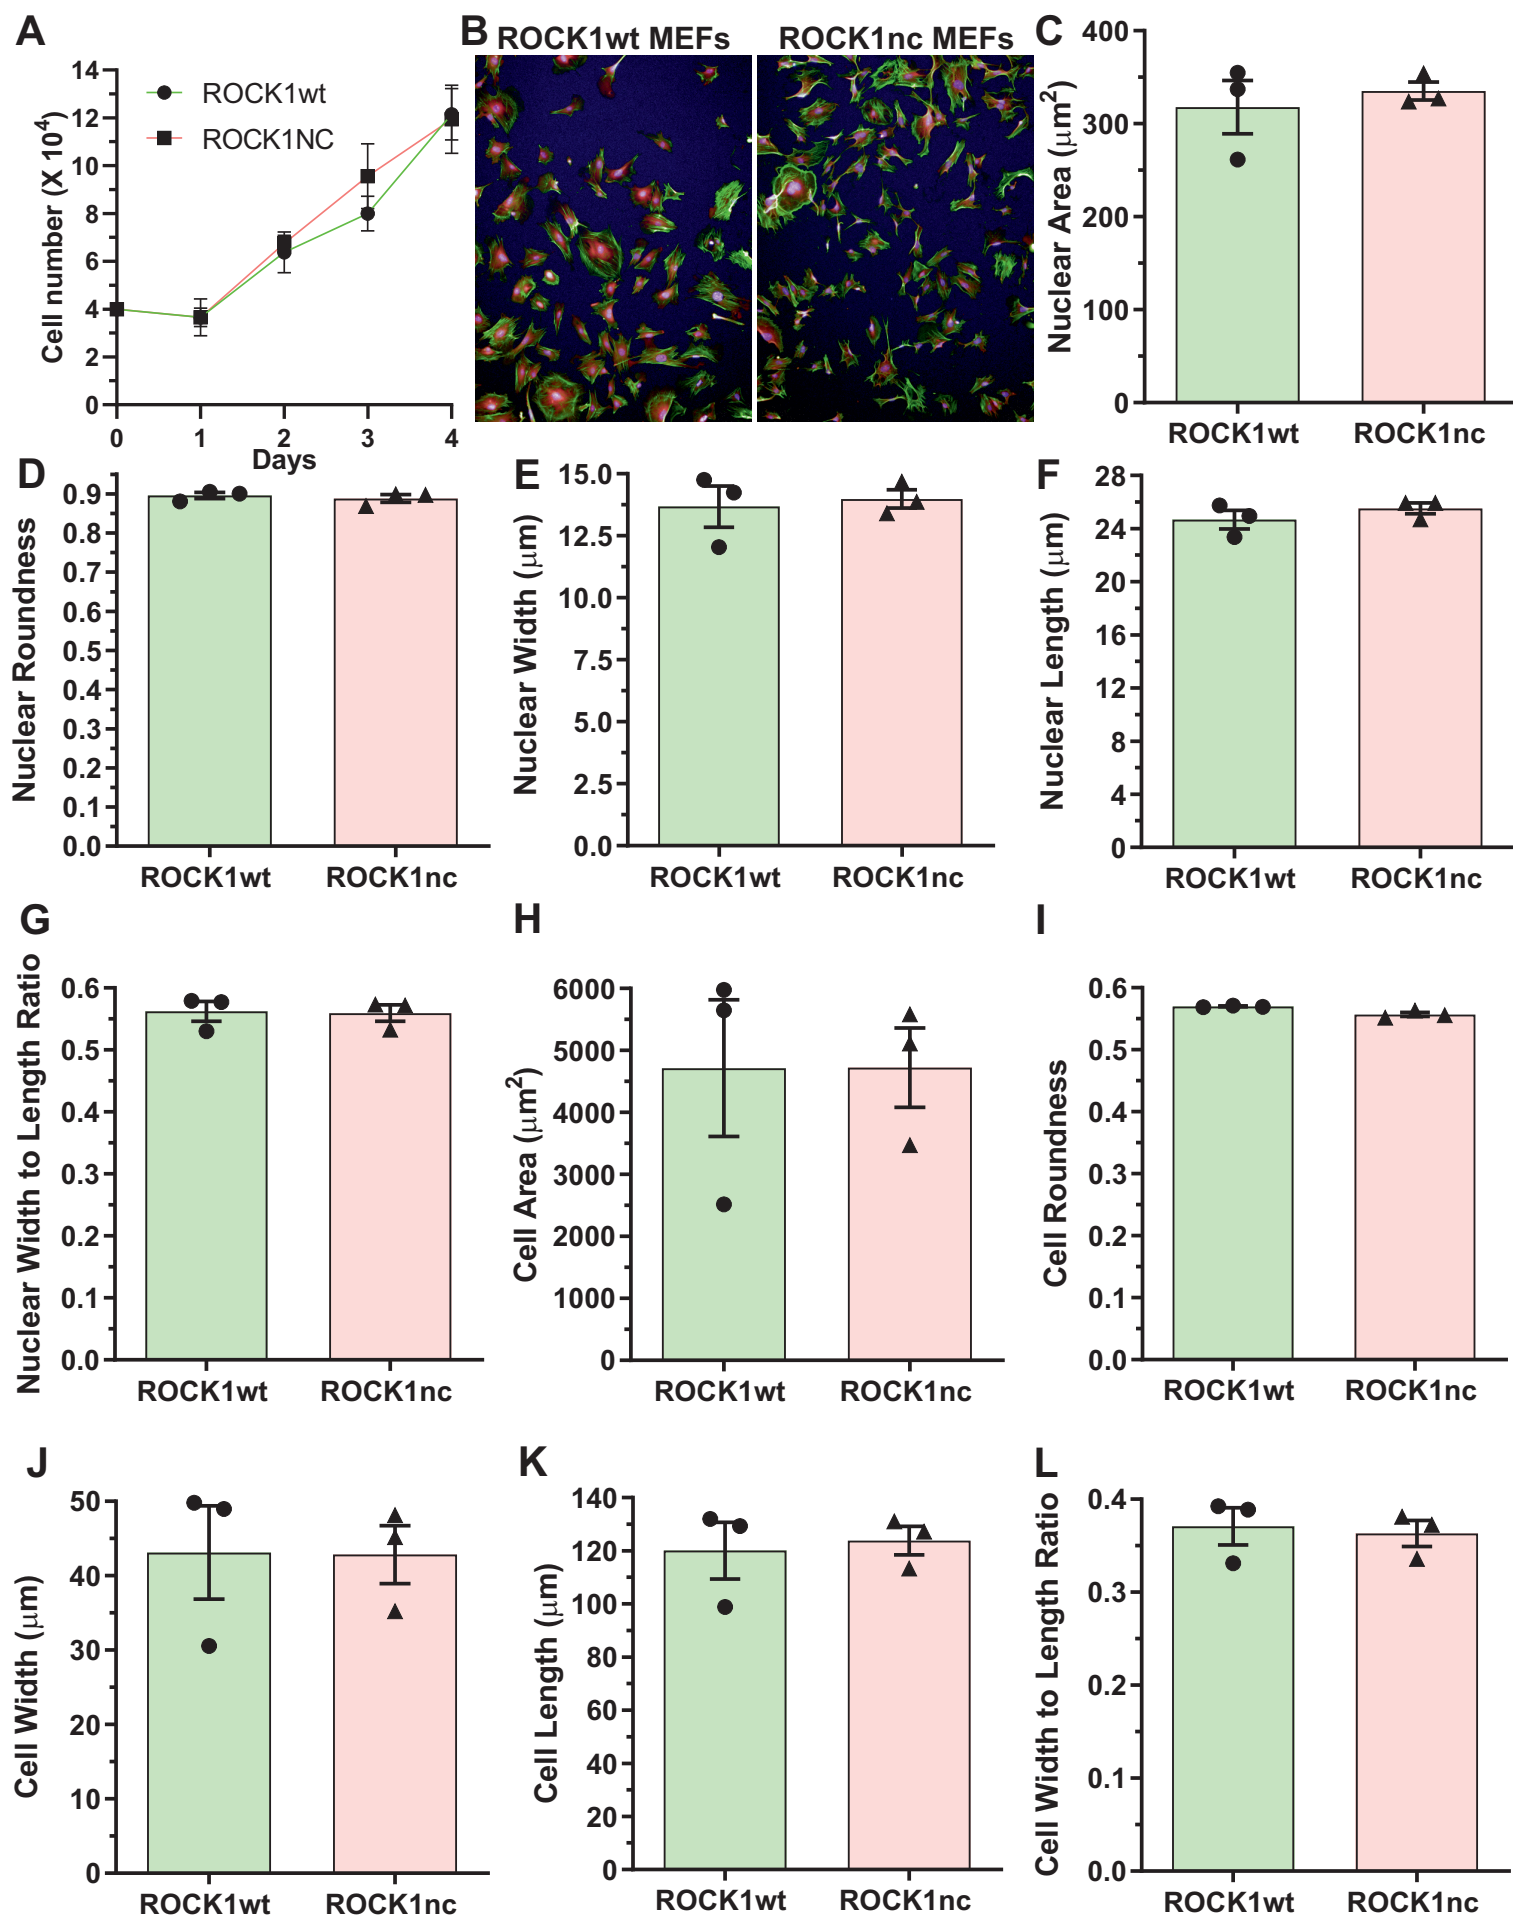 A
Cell number (X 10⁴)
14
12
10
8
6
4
2
0
0 1 2 3 4
Days
ROCK1wt
ROCK1NC
B
ROCK1wt MEFs ROCK1nc MEFs
C
Nuclear Area (μm²)
400
300
200
100
0
ROCK1wt ROCK1nc
D
Nuclear Roundness
0.9
0.8
0.7
0.6
0.5
0.4
0.3
0.2
0.1
0.0
ROCK1wt ROCK1nc
E
Nuclear Width (μm)
15.0
12.5
10.0
7.5
5.0
2.5
0.0
ROCK1wt ROCK1nc
F
Nuclear Length (μm)
28
24
20
16
12
8
4
0
ROCK1wt ROCK1nc
G
Nuclear Width to Length Ratio
0.6
0.5
0.4
0.3
0.2
0.1
0.0
ROCK1wt ROCK1nc
H
Cell Area (μm²)
6000
5000
4000
3000
2000
1000
0
ROCK1wt ROCK1nc
I
Cell Roundness
0.6
0.5
0.4
0.3
0.2
0.1
0.0
ROCK1wt ROCK1nc
J
Cell Width (μm)
50
40
30
20
10
0
ROCK1wt ROCK1nc
K
Cell Length (μm)
140
120
100
80
60
40
20
0
ROCK1wt ROCK1nc
L
Cell Width to Length Ratio
0.4
0.3
0.2
0.1
0.0
ROCK1wt ROCK1nc